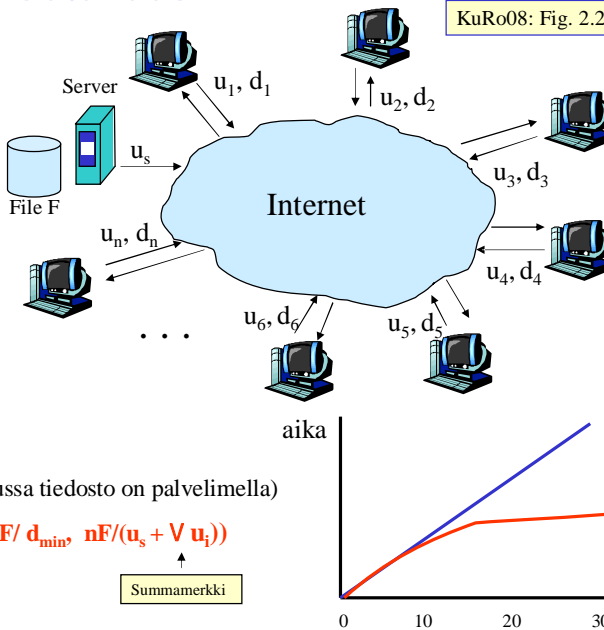 KuRo08: Fig. 2.2
Server
u1, d1
u2, d2
us
u3, d3
File F
Internet
un, dn
u4, d4
u6, d6
u5, d5
. . .
aika
ussa tiedosto on palvelimella)
F/ dmin, nF/(us + V ui))
Summamerkki
0 10 20 30